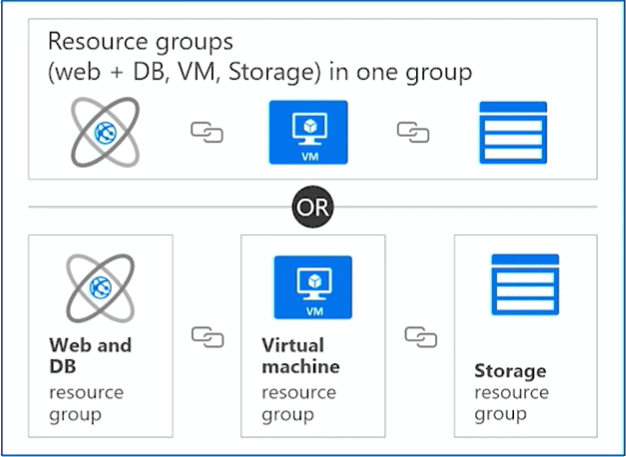 Resource groups
(web + DB, VM, Storage) in one group
VM
OR
Web and
DB
resource
group
VM
Virtual
machine
resource
group
Storage
resource
group